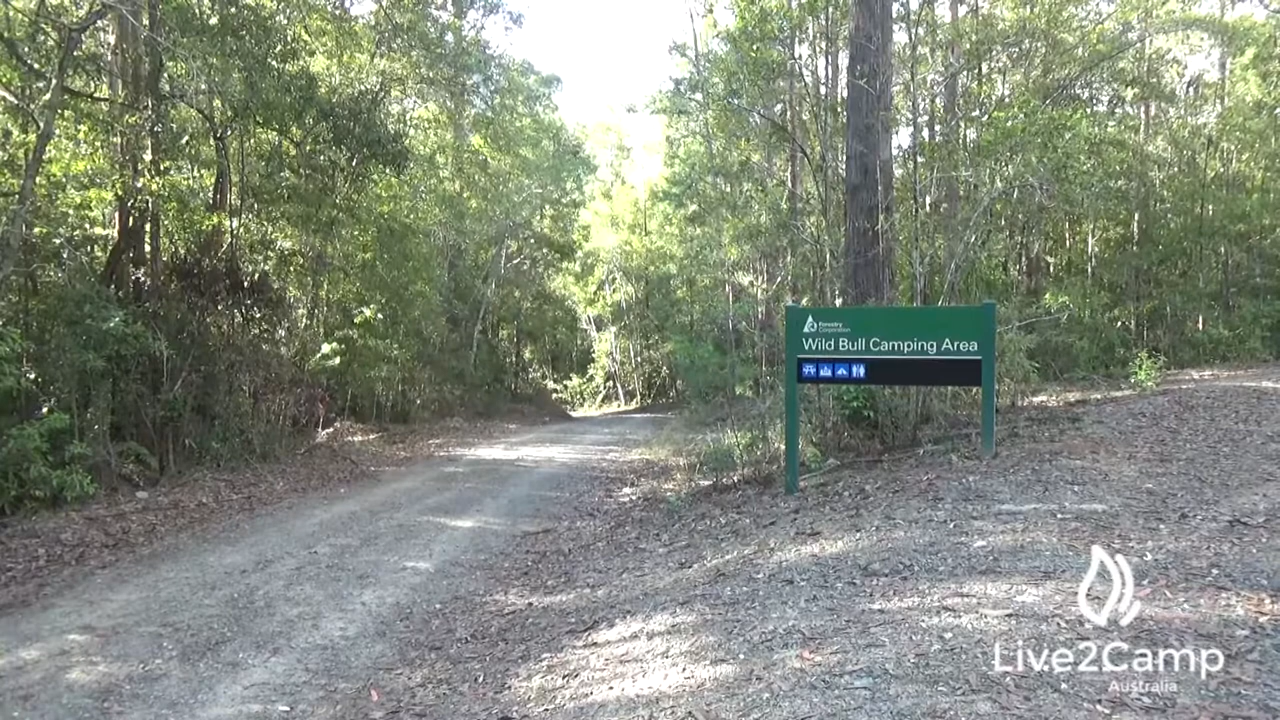 Forestry
Corporation
Wild Bull Camping Area
Live2Camp
Australia